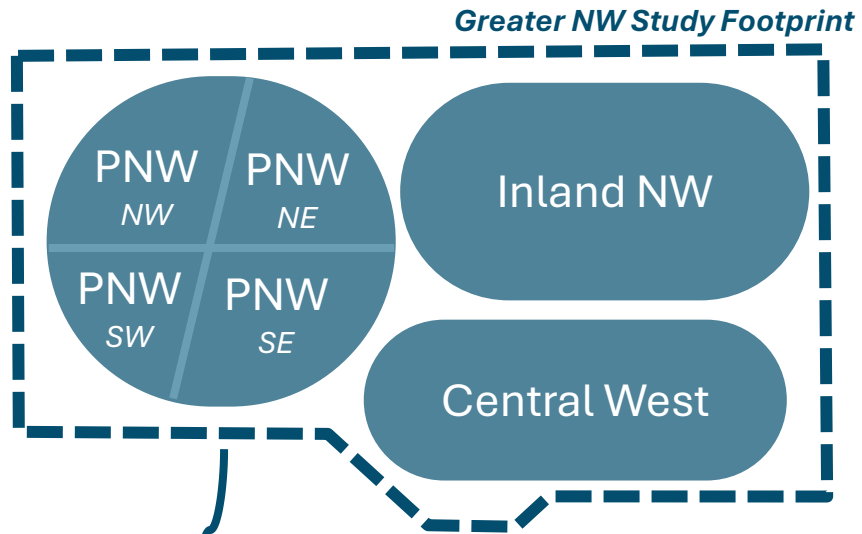 Greater NW Study Footprint
PNW
NW
PNW
NE
Inland NW
PNW
SW
PNW
SE
Central West